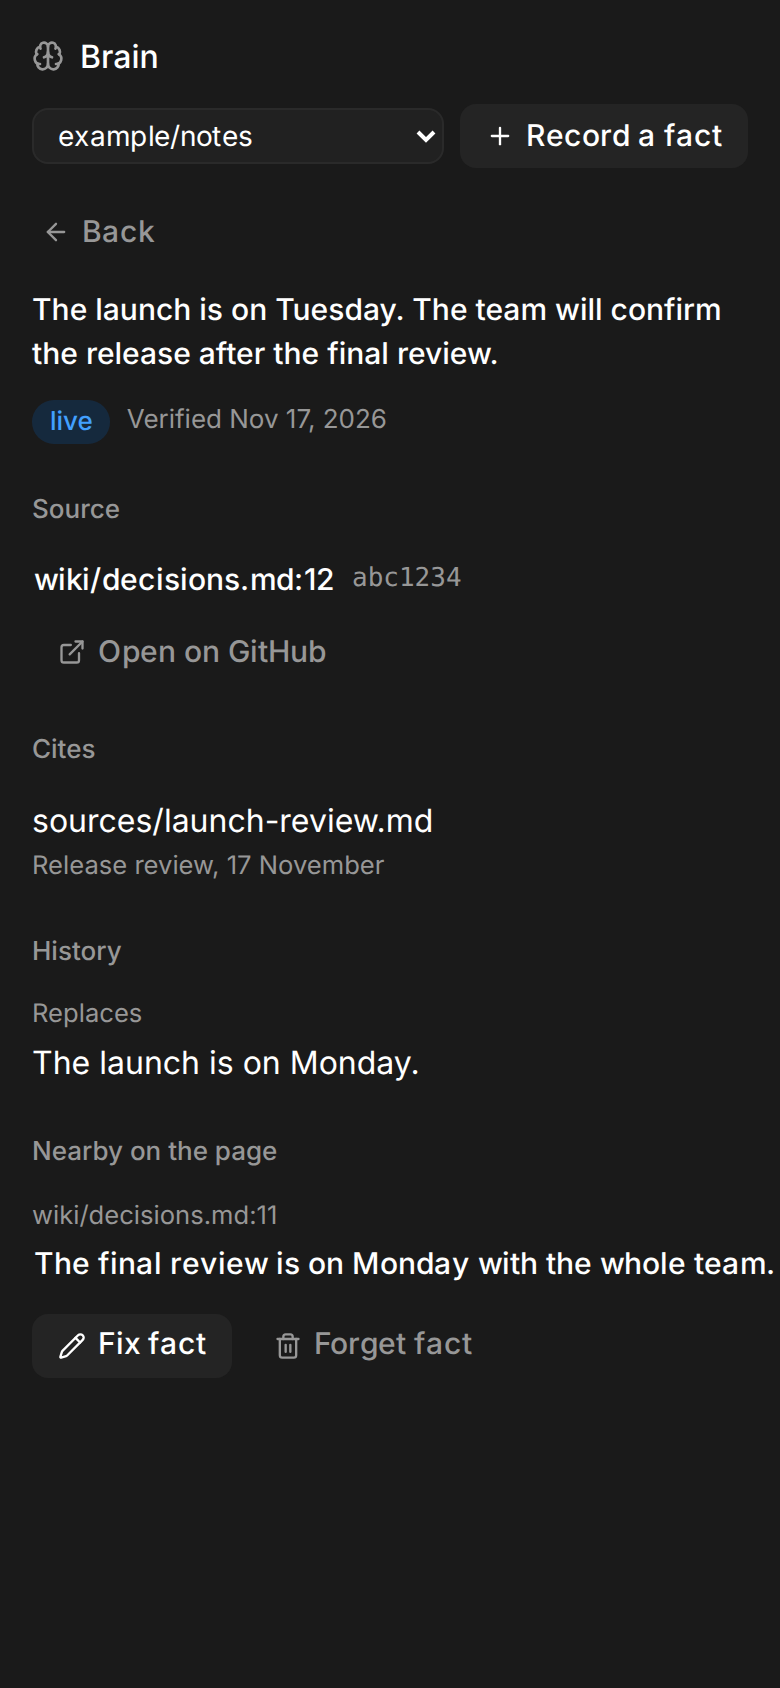 Brain
example/notes
Record a fact
Back
The launch is on Tuesday. The team will confirm
the release after the final review.
live Verified Nov 17, 2026
Source
wiki/decisions.md:12 abc1234
Open on GitHub
Cites
sources/launch-review.md
Release review, 17 November
History
Replaces
The launch is on Monday.
Nearby on the page
wiki/decisions.md:11
The final review is on Monday with the whole team.
Fix fact Forget fact